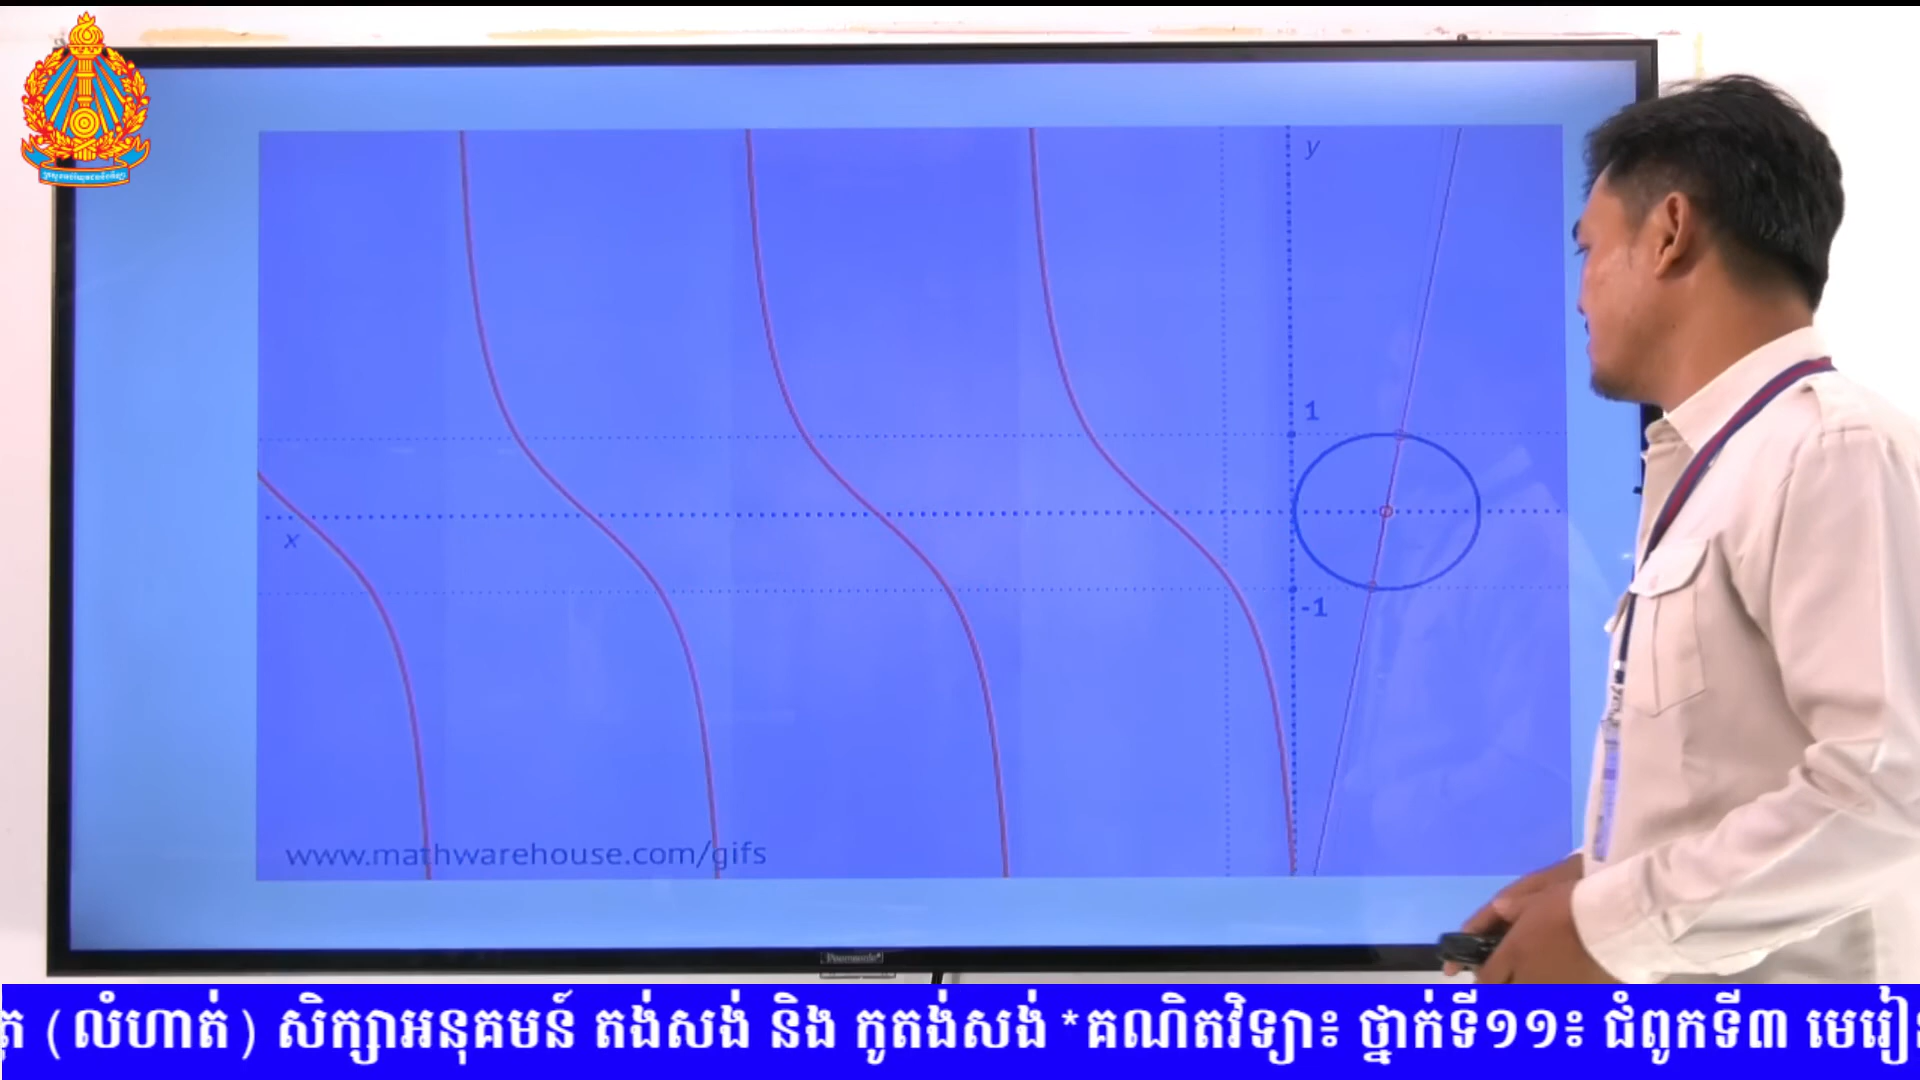 y
1
x
-1
www.mathwarehouse.com/gifs
(លំហាត់) សិក្សាអនុគមន៍ តង់សង់ និង កូតង់សង់ *គណិតវិទ្យា៖ ថ្នាក់ទី១១៖ ជំពូកទី៣ មេរៀន